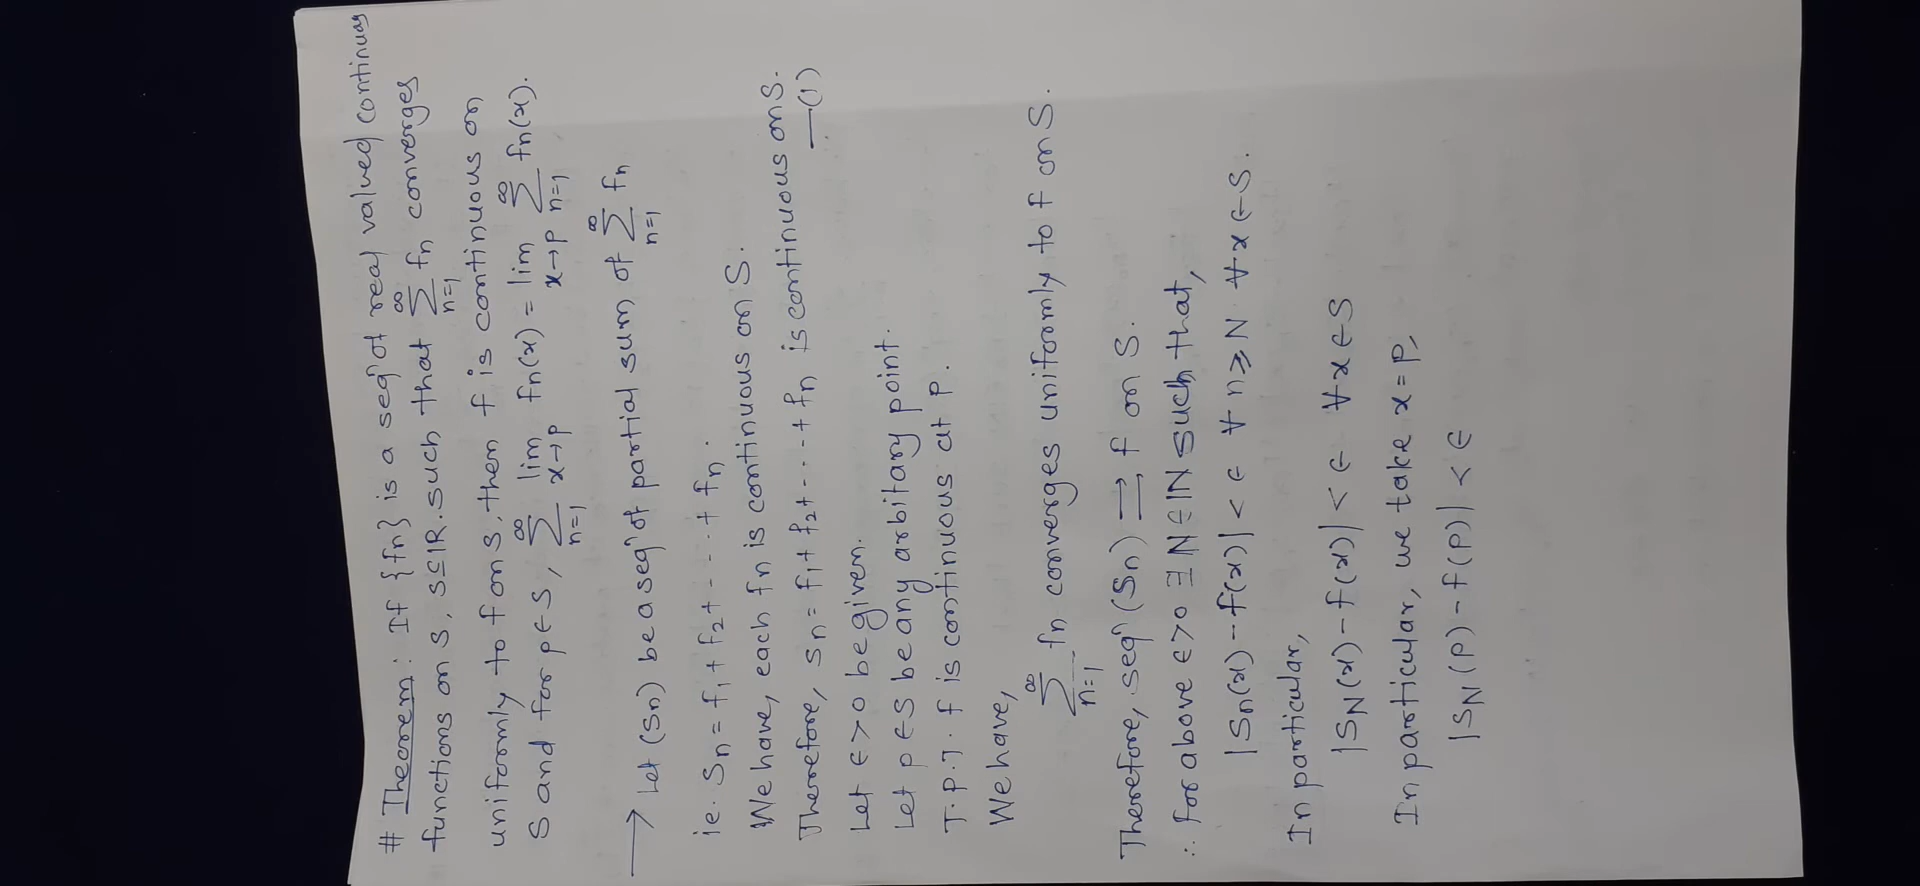 # Theorem : If {fn} is a seqⁿ of real valued continuous
functions on S, S⊆IR. such that ∞∑n=1 fn converges
uniformly to f on S, then f is continuous on
S and for p∈S, ∞∑n=1 lim x→p fn(x) = lim x→p ∞∑n=1 fn(x).
→ Let (Sn) be a seqⁿ of partial sum of ∞∑n=1 fn
ie. Sn = f1 + f2 + - - - + fn.
We have, each fn is continuous on S.
Therefore, Sn = f1 + f2 + - - - + fn is continuous on S. —(1)
Let ϵ>0 be given.
Let p∈S be any arbitary point.
T.P.T. f is continuous at p.
We have,
∞∑n=1 fn converges uniformly to f on S.
Therefore, seqⁿ (Sn) ⇉ f on S.
∴ for above ϵ>0 ∃ N∈IN such that,
|Sn(x) - f(x)| < ϵ ∀ n ≥ N ∀ x ∈ S.
In particular,
|SN(x) - f(x)| < ϵ ∀ x ∈ S
In particular, we take x = P,
|SN(P) - f(P)| < ϵ